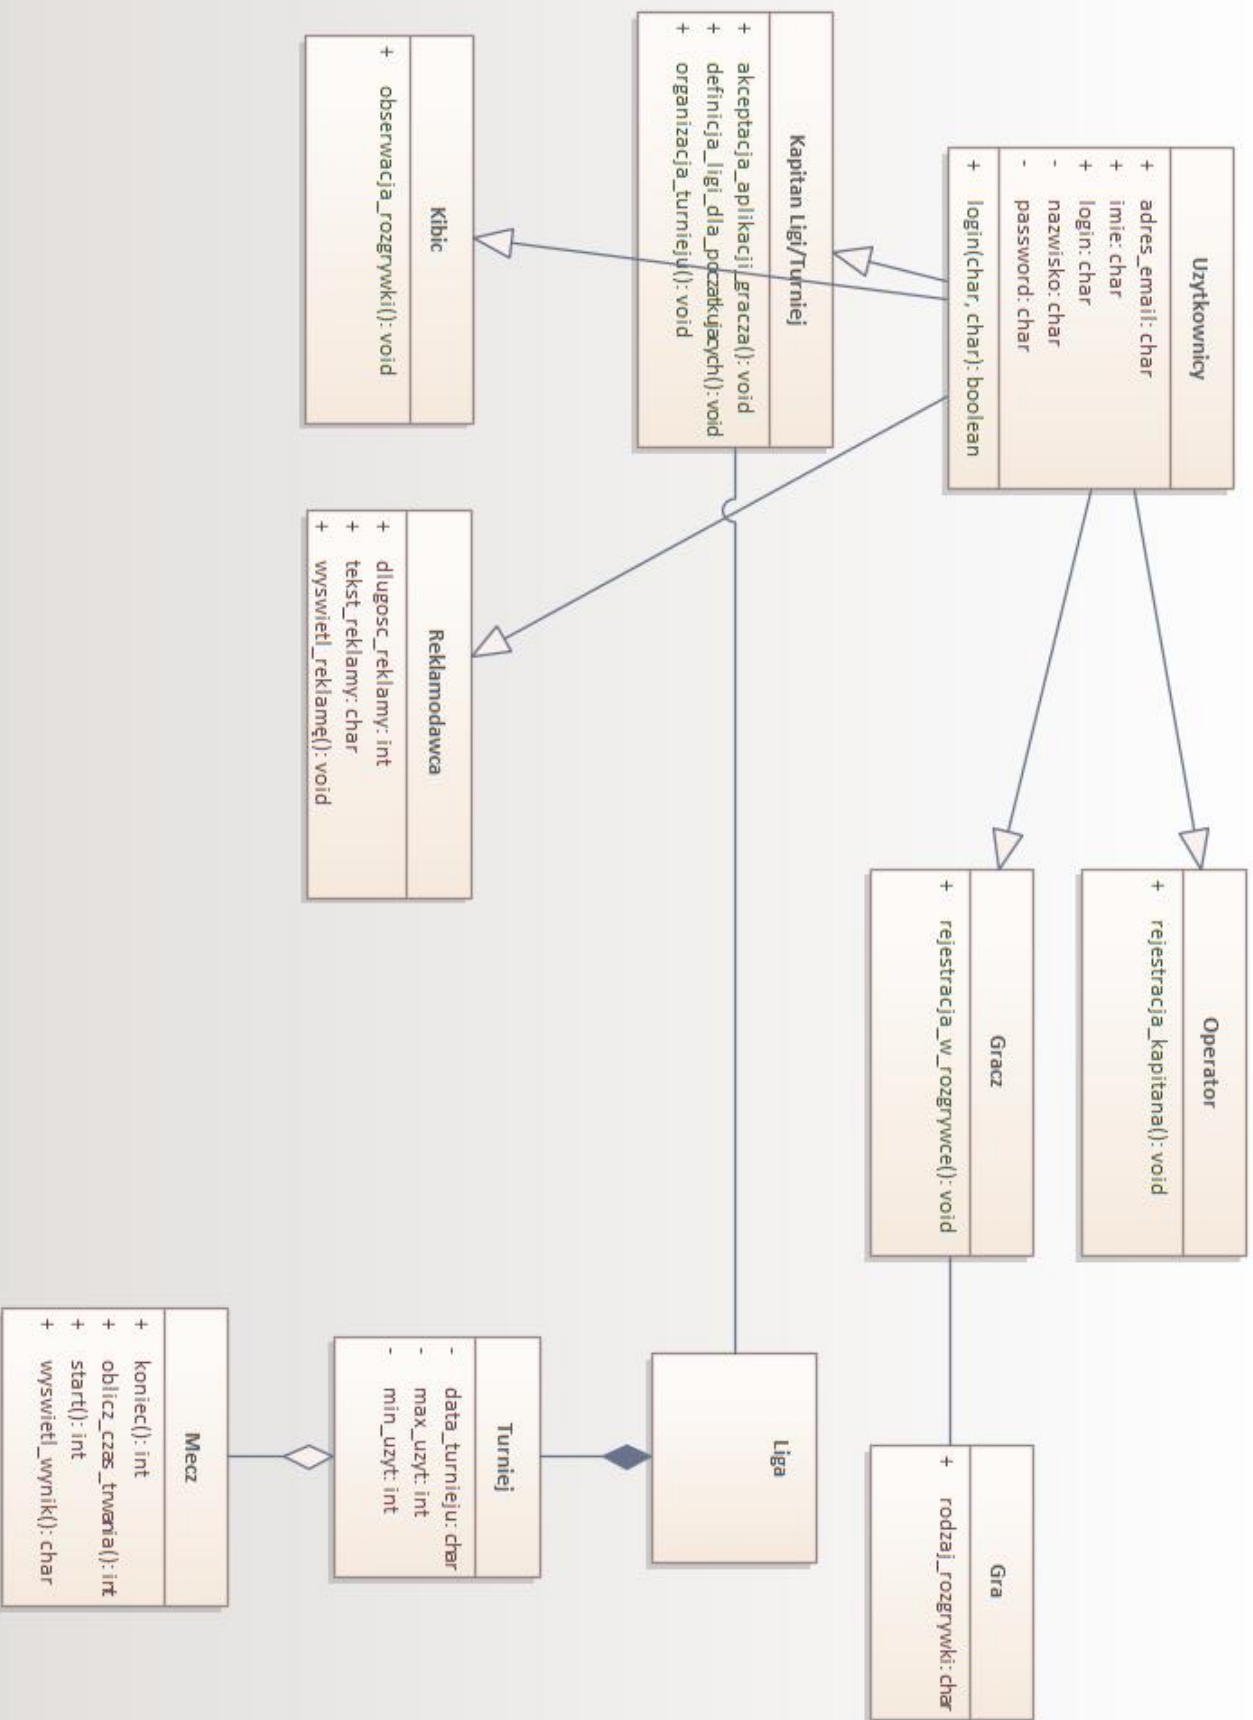 Uzytkownicy
+ adres_email: char
+ imie: char
+ login: char
- nazwisko: char
- password: char
+ login(char, char): boolean
Operator
+ rejestracja_kapitana(): void
Gracz
+ rejestracja_w_rozgrywce(): void
Gra
+ rodzaj_rozgrywki: char
Kapitan Ligi/Turniej
+ akceptacja_aplikacji_gracza(): void
+ definicja_ligi_dla_poczatkujacych(): void
+ organizacja_turnieju(): void
Liga
Kibic
+ obserwacja_rozgrywki(): void
Reklamodawca
+ dlugosc_reklamy: int
+ tekst_reklamy: char
+ wyswietl_reklamę(): void
Turniej
- data_turnieju: char
- max_uzyt: int
- min_uzyt: int
Mecz
+ koniec(): int
+ oblicz_czas_trwania(): int
+ start(): int
+ wyswietl_wynik(): char